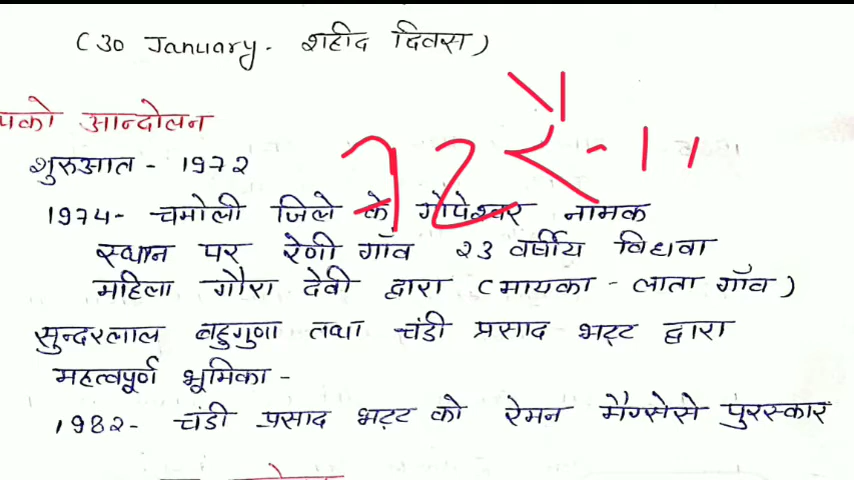 (30 January. शहीद दिवस)
पको आन्दोलन
शुरुआत - 1972
1974- चमोली जिले के गोपेश्वर नामक
स्थान पर रेणी गाँव 23 वर्षीय विधवा
महिला गौरा देवी द्वारा (मायका - लाता गाँव)
सुन्दरलाल बहुगुणा तथा चंडी प्रसाद भट्ट द्वारा
महत्वपूर्ण भूमिका -
1982- चंडी प्रसाद भट्ट को रेमन मैग्सेसे पुरस्कार